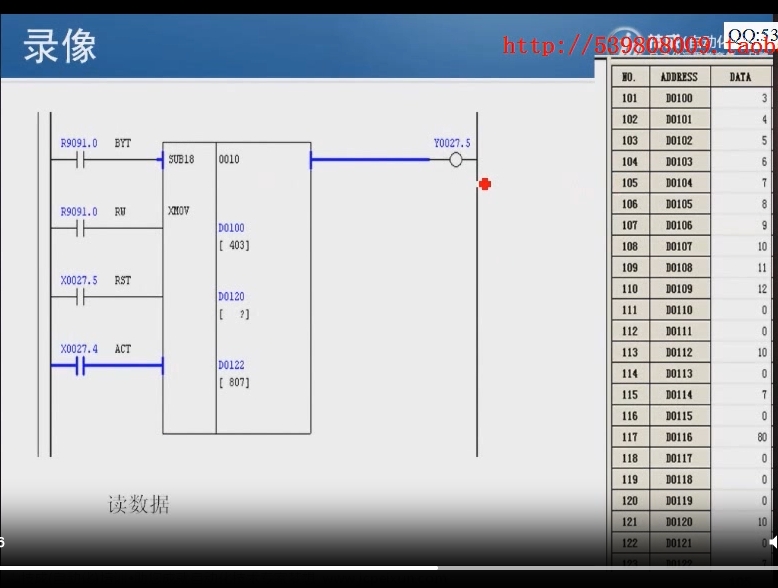 录像
http://539808009.taob
QQ:53
R9091.0 BYT
SUB18 0010
Y0027.5
R9091.0 RW
XMOV
D0100
[ 403]
X0027.5 RST
D0120
[ ?]
X0027.4 ACT
D0122
[ 807]
读数据
NO. ADDRESS DATA
101 D0100 3
102 D0101 4
103 D0102 5
104 D0103 6
105 D0104 7
106 D0105 8
107 D0106 9
108 D0107 10
109 D0108 11
110 D0109 12
111 D0110 0
112 D0111 0
113 D0112 10
114 D0113 0
115 D0114 7
116 D0115 0
117 D0116 80
118 D0117 0
119 D0118 0
120 D0119 0
121 D0120 10
122 D0121 0
123 D0122
6